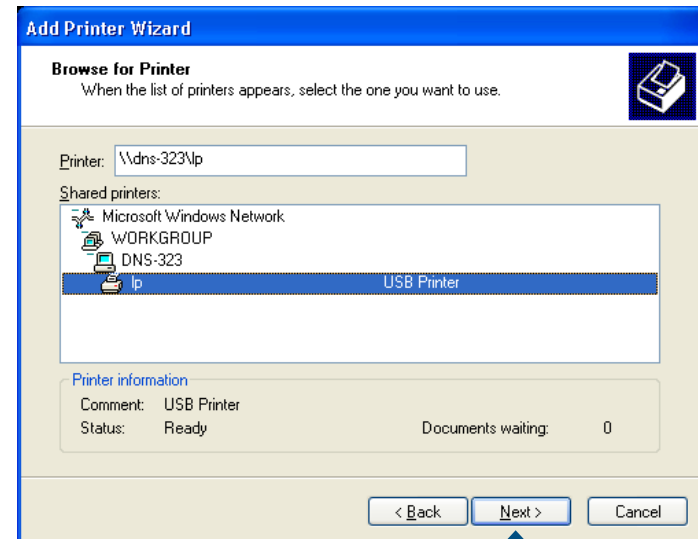 Add Printer Wizard
Browse for Printer
When the list of printers appears, select the one you want to use.
Printer: \\dns-323\lp
Shared printers:
Microsoft Windows Network
WORKGROUP
DNS-323
lp USB Printer
Printer information
Comment: USB Printer
Status: Ready Documents waiting: 0
< Back Next > Cancel